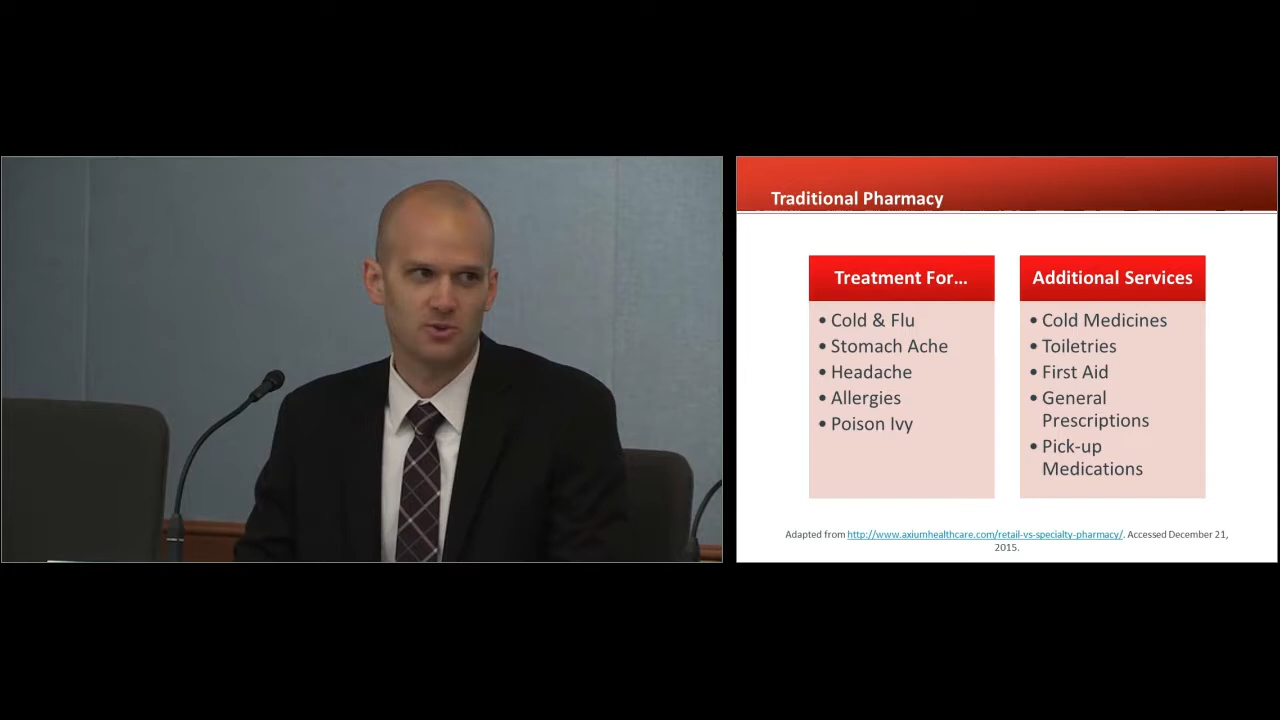 Traditional Pharmacy
Treatment For...
• Cold & Flu
• Stomach Ache
• Headache
• Allergies
• Poison Ivy
Additional Services
• Cold Medicines
• Toiletries
• First Aid
• General
Prescriptions
• Pick-up
Medications
Adapted from http://www.axiumhealthcare.com/retail-vs-specialty-pharmacy/. Accessed December 21,
2015.